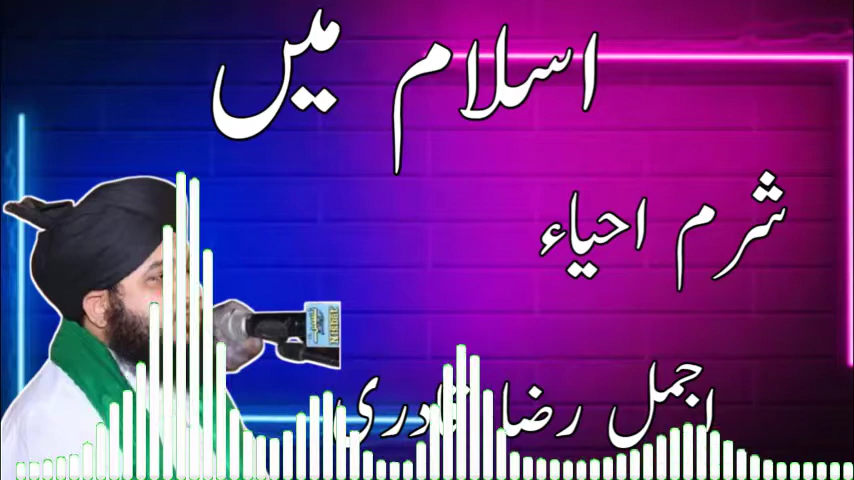 اسلام میں
شرم احیاء
اجمل رضا قادری